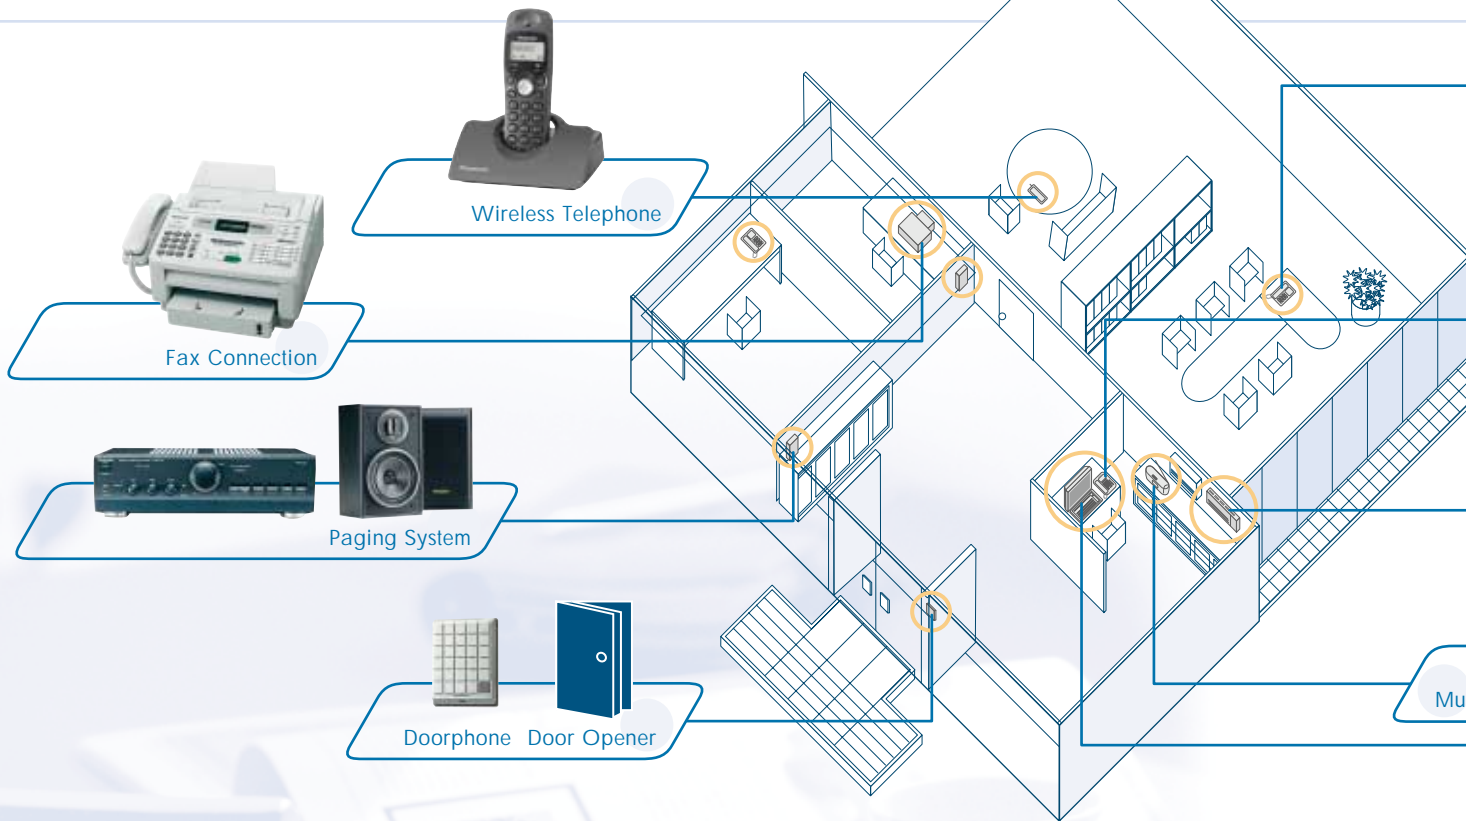 Wireless Telephone
Fax Connection
Paging System
Doorphone Door Opener
Mu